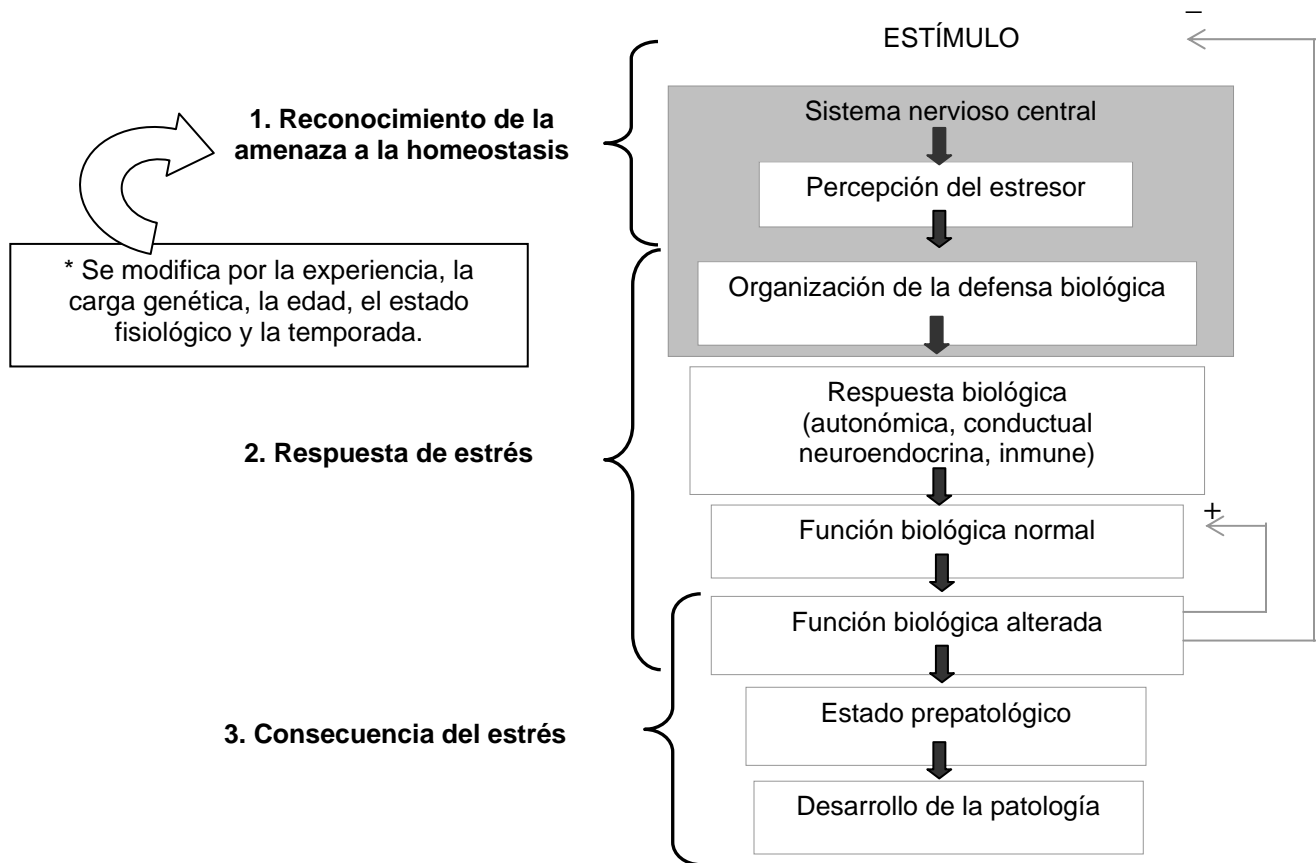 –
ESTÍMULO
Sistema nervioso central
1. Reconocimiento de la
amenaza a la homeostasis
Percepción del estresor
* Se modifica por la experiencia, la
carga genética, la edad, el estado
fisiológico y la temporada.
Organización de la defensa biológica
Respuesta biológica
(autonómica, conductual
neuroendocrina, inmune)
2. Respuesta de estrés
+
Función biológica normal
Función biológica alterada
Estado prepatológico
3. Consecuencia del estrés
Desarrollo de la patología